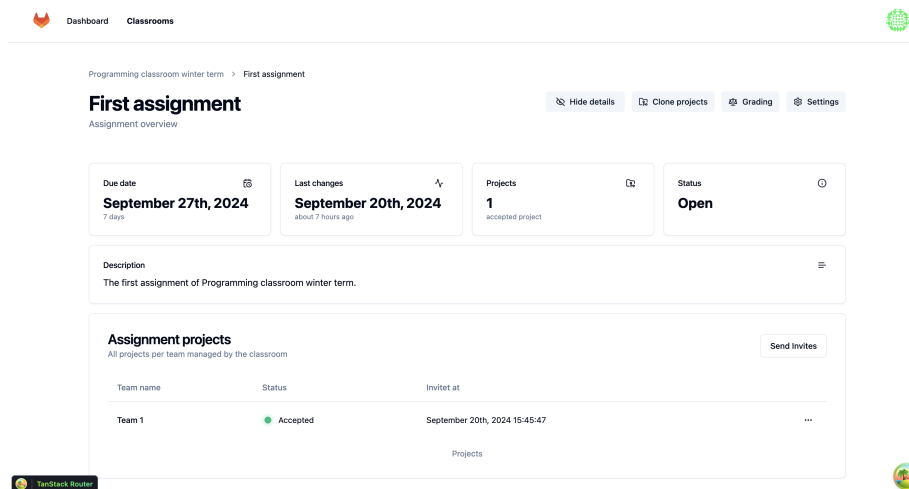 Dashboard Classrooms
Programming classroom winter term > First assignment
First assignment
Hide details Clone projects Grading Settings
Assignment overview
Due date
September 27th, 2024
7 days
Last changes
September 20th, 2024
about 7 hours ago
Projects
1
accepted project
Status
Open
Description
The first assignment of Programming classroom winter term.
Assignment projects
All projects per team managed by the classroom
Send Invites
Team name Status Invitet at
Team 1 Accepted September 20th, 2024 15:45:47 ...
Projects
TanStack Router